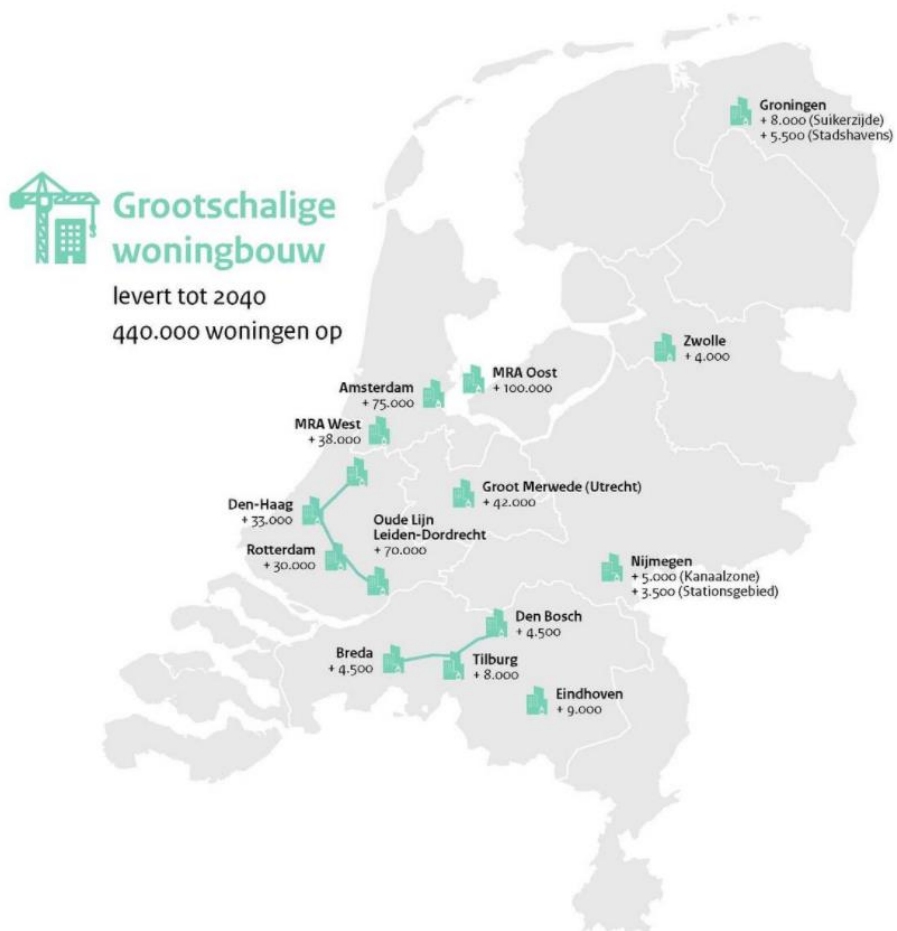 Groningen
+ 8.000 (Suikerzijde)
+ 5.500 (Stadshavens)
Grootschalige
woningbouw
levert tot 2040
440.000 woningen op
Zwolle
+ 4.000
MRA Oost
+ 100.000
Amsterdam
+ 75.000
MRA West
+ 38.000
Groot Merwede (Utrecht)
+ 42.000
Den-Haag
+ 33.000
Oude Lijn
Leiden-Dordrecht
+ 70.000
Rotterdam
+ 30.000
Nijmegen
+ 5.000 (Kanaalzone)
+ 3.500 (Stationsgebied)
Den Bosch
+ 4.500
Breda
+ 4.500
Tilburg
+ 8.000
Eindhoven
+ 9.000